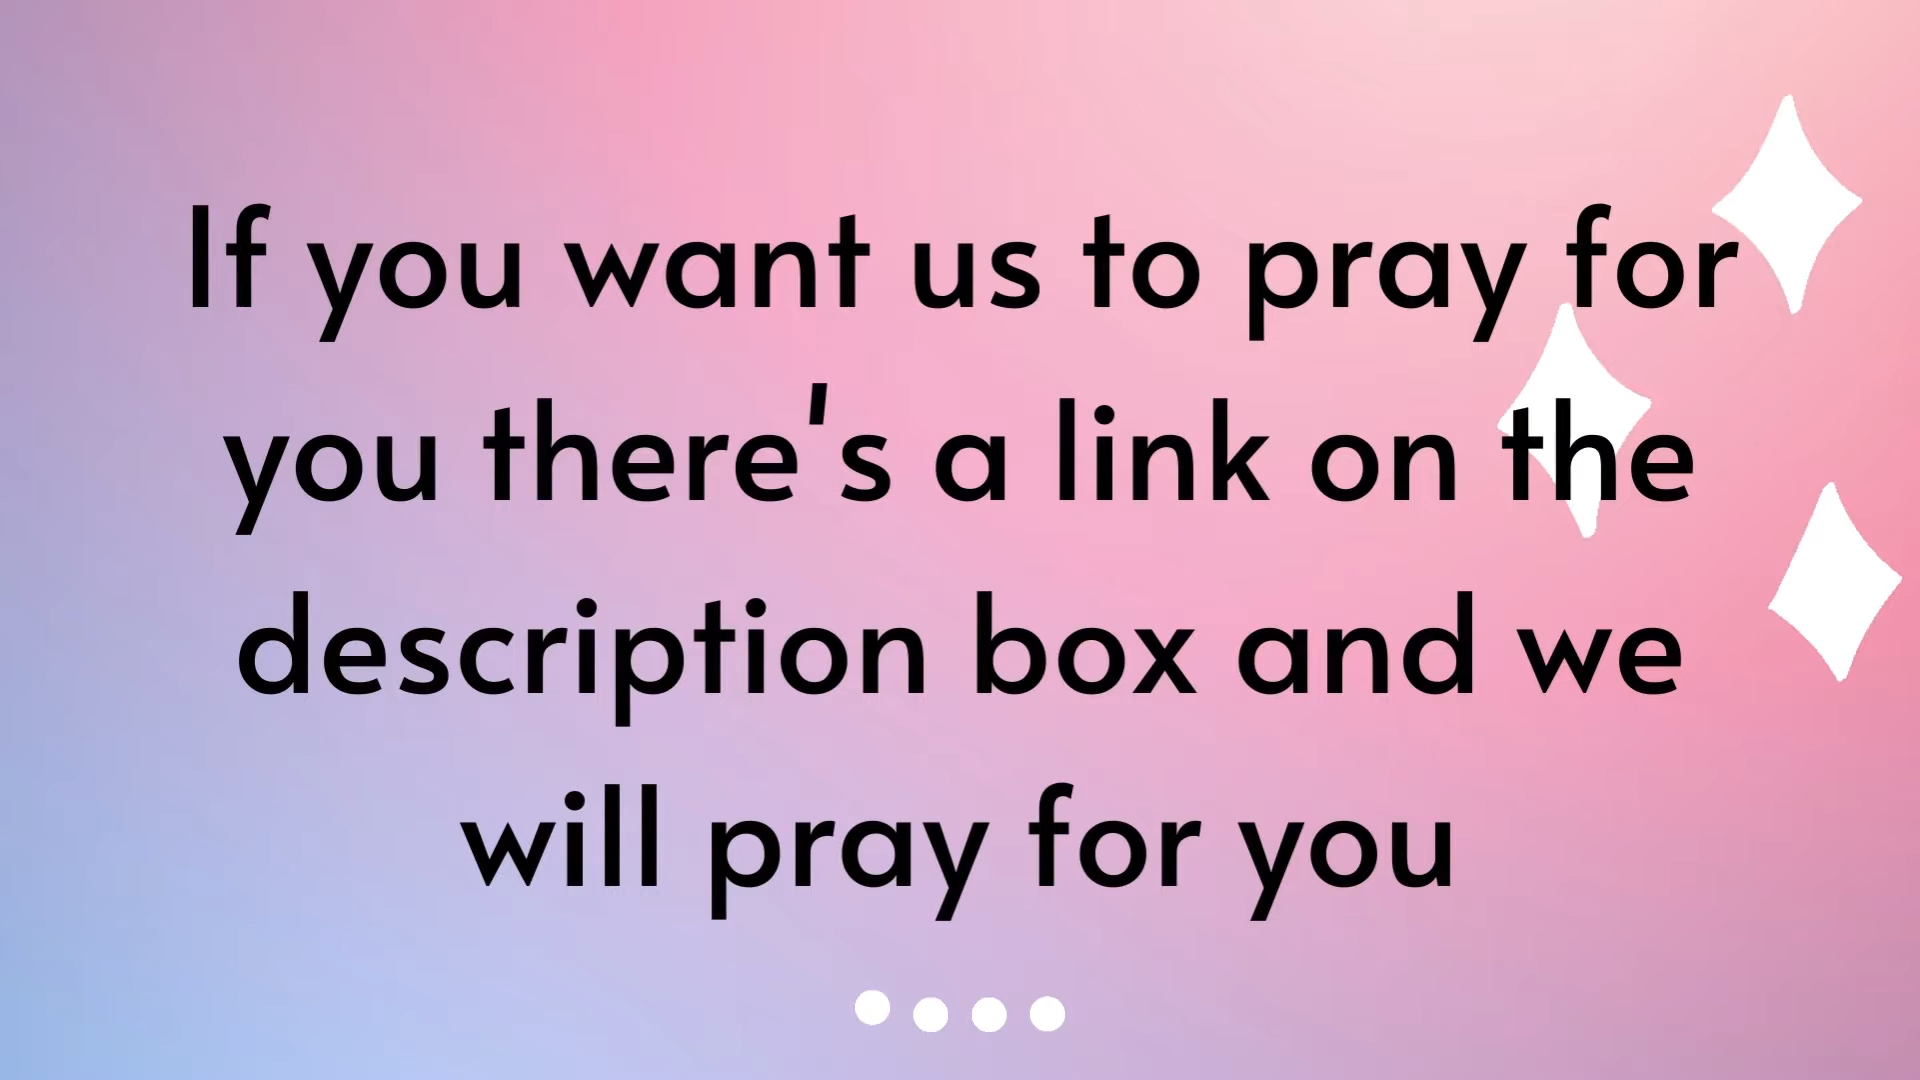 If you want us to pray for
you there's a link on the
description box and we
will pray for you